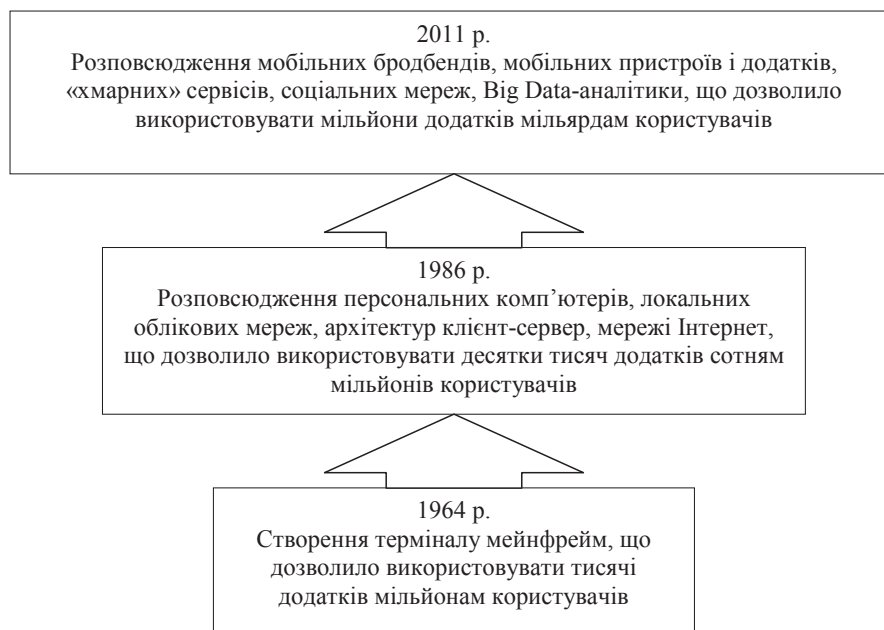 2011 р.
Розповсюдження мобільних бродбендів, мобільних пристроїв і додатків,
«хмарних» сервісів, соціальних мереж, Big Data-аналітики, що дозволило
використовувати мільйони додатків мільярдам користувачів
1986 р.
Розповсюдження персональних комп’ютерів, локальних
облікових мереж, архітектур клієнт-сервер, мережі Інтернет,
що дозволило використовувати десятки тисяч додатків сотням
мільйонів користувачів
1964 р.
Створення терміналу мейнфрейм, що
дозволило використовувати тисячі
додатків мільйонам користувачів